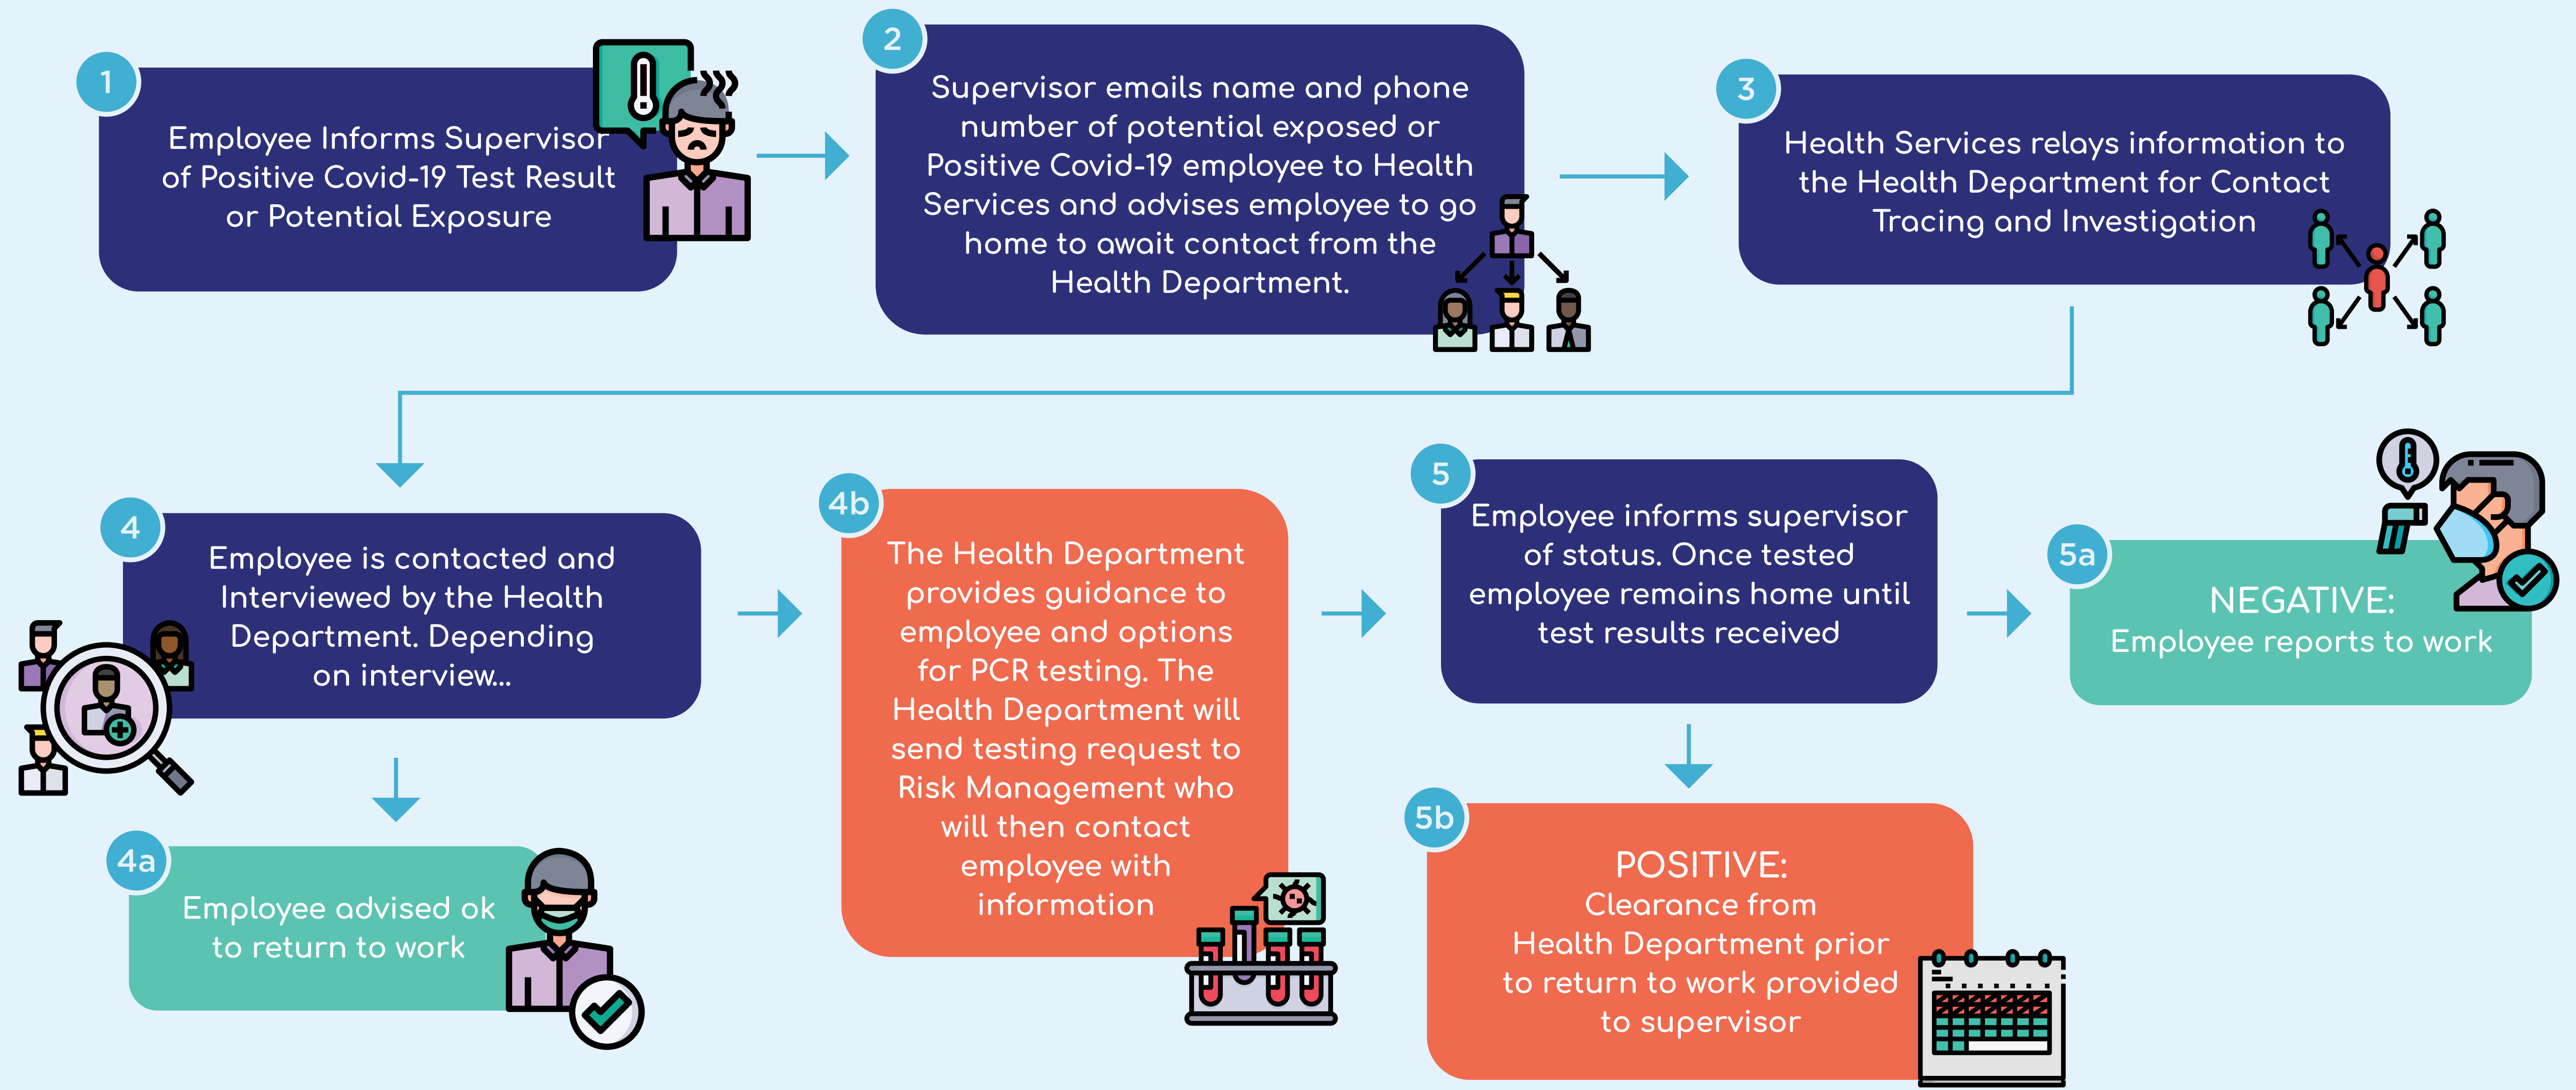 1
Employee Informs Supervisor
of Positive Covid-19 Test Result
or Potential Exposure
2
Supervisor emails name and phone
number of potential exposed or
Positive Covid-19 employee to Health
Services and advises employee to go
home to await contact from the
Health Department.
3
Health Services relays information to
the Health Department for Contact
Tracing and Investigation
4
Employee is contacted and
Interviewed by the Health
Department. Depending
on interview...
4a
Employee advised ok
to return to work
4b
The Health Department
provides guidance to
employee and options
for PCR testing. The
Health Department will
send testing request to
Risk Management who
will then contact
employee with
information
5
Employee informs supervisor
of status. Once tested
employee remains home until
test results received
5a
NEGATIVE:
Employee reports to work
5b
POSITIVE:
Clearance from
Health Department prior
to return to work provided
to supervisor